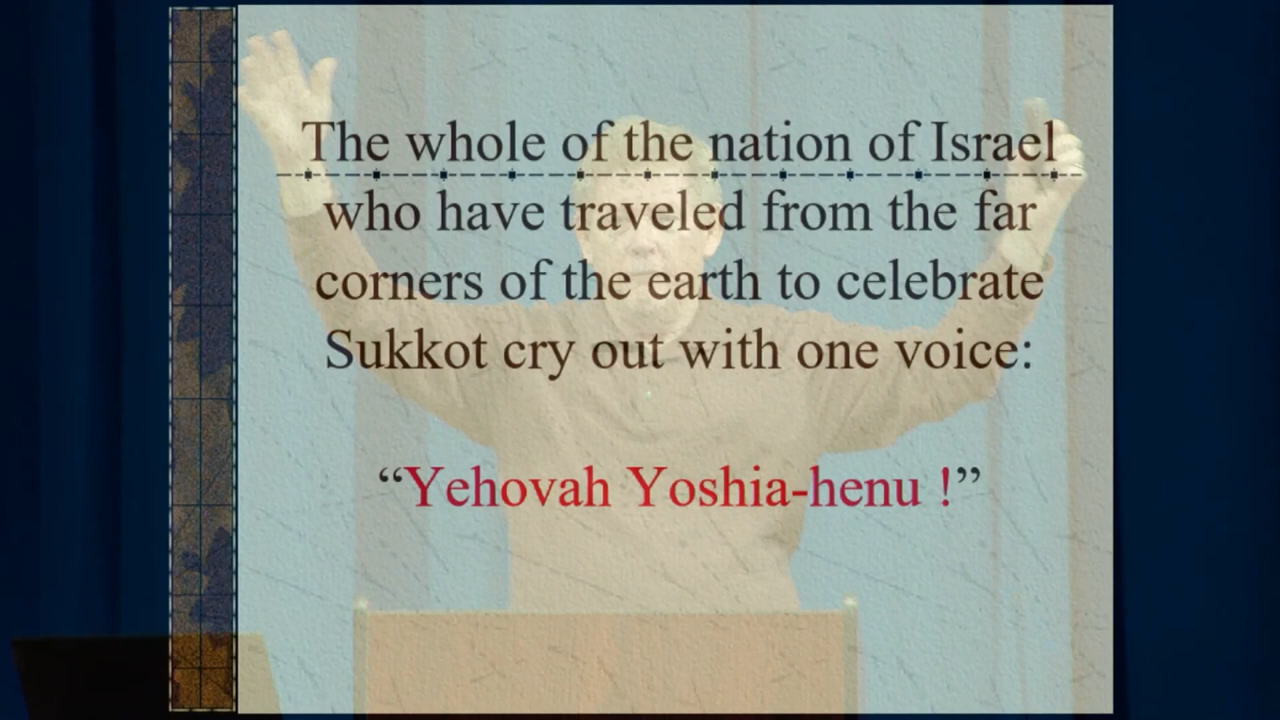 The whole of the nation of Israel
who have traveled from the far
corners of the earth to celebrate
Sukkot cry out with one voice:
“Yehovah Yoshia-henu !”